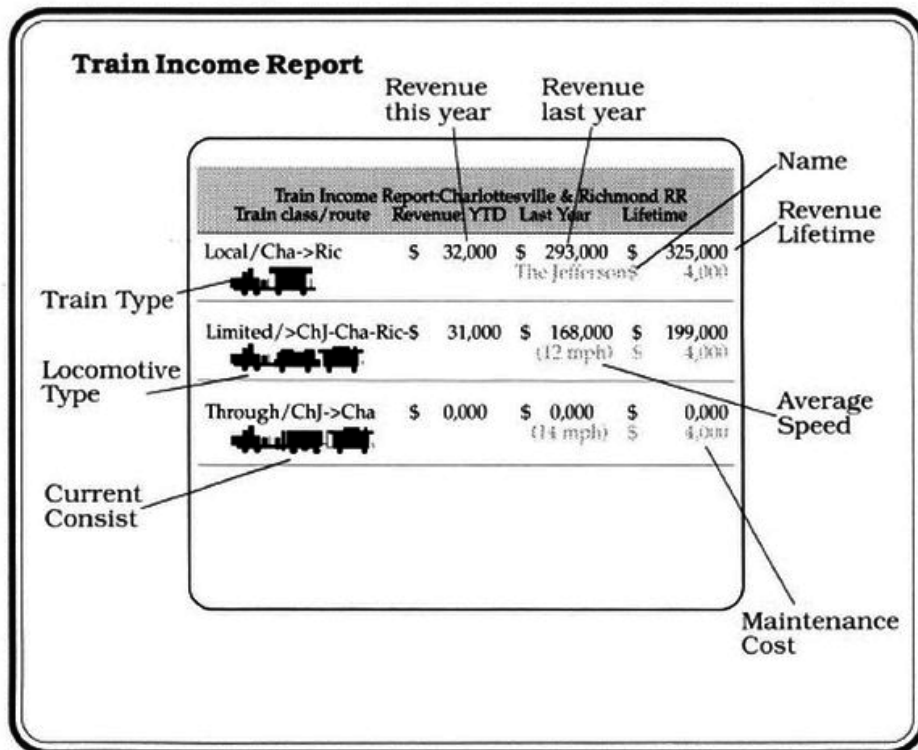 Train Income Report
Revenue this year
Revenue last year
Name
Revenue Lifetime
Train Income Report:Charlottesville & Richmond RR
Train class/route Revenue: YTD Last Year Lifetime
Local/Cha->Ric $ 32,000 $ 293,000 $ 325,000
The Jefferson $ 4,000
Train Type
Limited/>ChJ-Cha-Ric-$ 31,000 $ 168,000 $ 199,000
(12 mph) $ 4,000
Locomotive Type
Through/ChJ->Cha $ 0,000 $ 0,000 $ 0,000
(14 mph) $ 4,000
Average Speed
Current Consist
Maintenance Cost